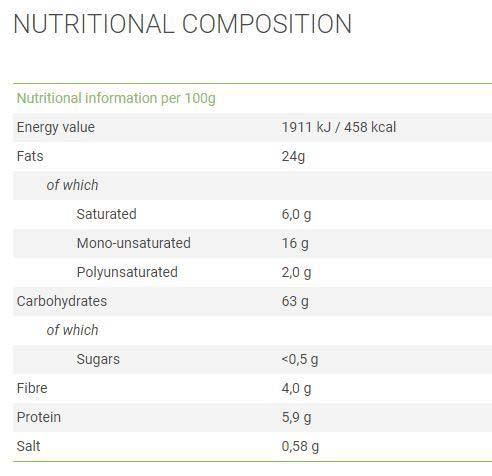 NUTRITIONAL COMPOSITION
Nutritional information per 100g
Energy value 1911 kJ / 458 kcal
Fats 24g
of which
Saturated 6,0 g
Mono-unsaturated 16 g
Polyunsaturated 2,0 g
Carbohydrates 63 g
of which
Sugars <0,5 g
Fibre 4,0 g
Protein 5,9 g
Salt 0,58 g